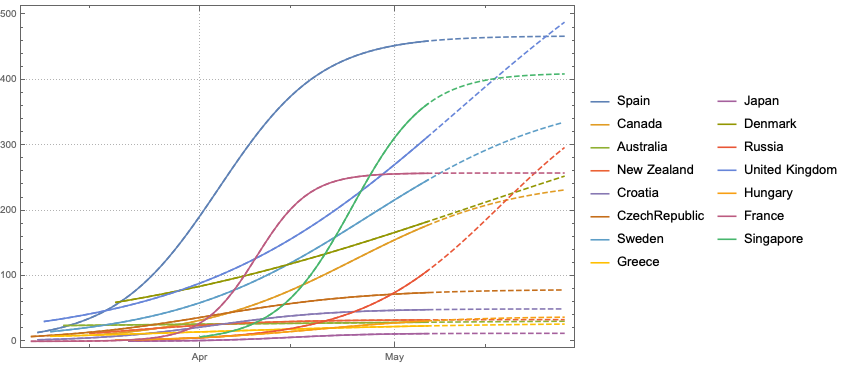 500
400
300
200
100
0
Apr
May
Spain
Canada
Australia
New Zealand
Croatia
CzechRepublic
Sweden
Greece
Japan
Denmark
Russia
United Kingdom
Hungary
France
Singapore